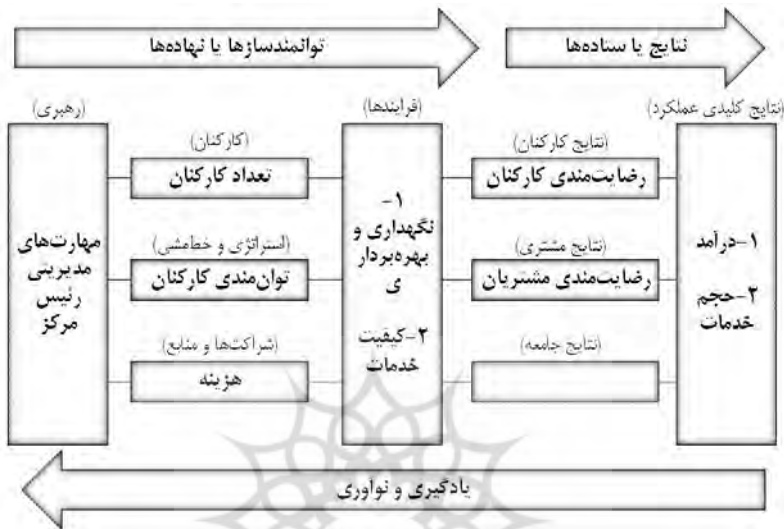 توانمندسازها یا نهاده‌ها
نتایج یا ستاده‌ها
(رهبری)
مهارت‌های
مدیریتی
رئیس
مرکز
(کارکنان)
تعداد کارکنان
(استراتژی و خط‌مشی)
توان‌مندی کارکنان
(شراکت‌ها و منابع)
هزینه
(فرایندها)
۱-
نگهداری و
بهره‌بردار
ی
۲-کیفیت
خدمات
(نتایج کارکنان)
رضایت‌مندی کارکنان
(نتایج مشتری)
رضایت‌مندی مشتریان
(نتایج جامعه)
(نتایج کلیدی عملکرد)
۱-درآمد
۲-حجم
خدمات
یادگیری و نوآوری